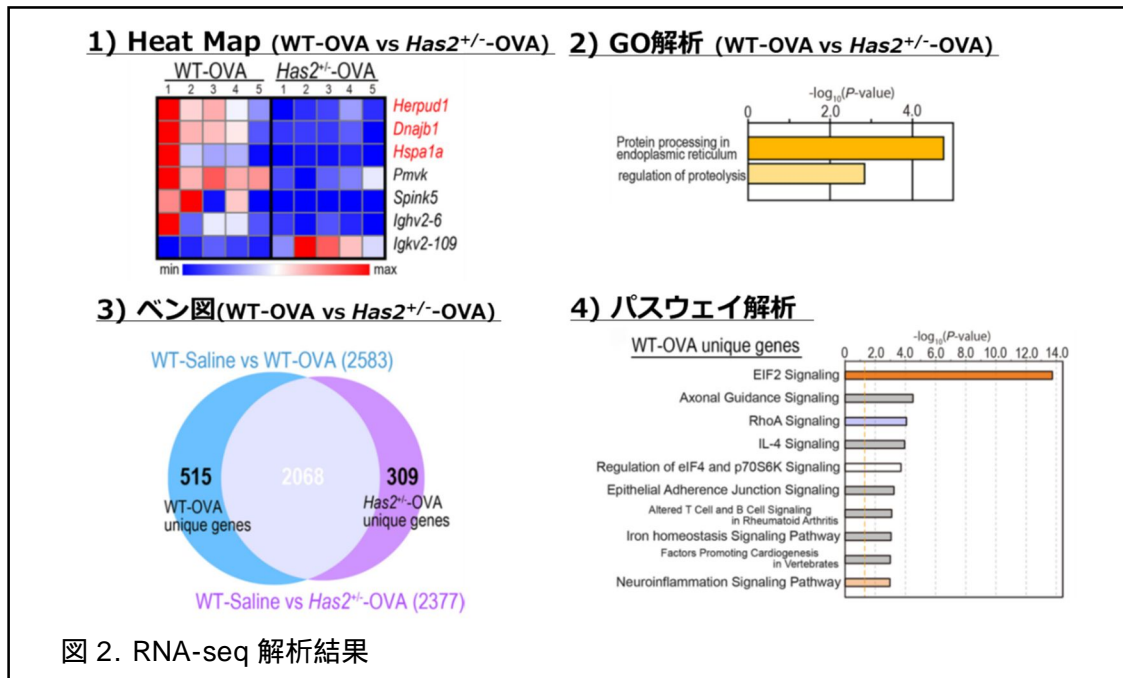 1) Heat Map (WT-OVA vs Has2+/--OVA)
WT-OVA Has2+/--OVA
1 2 3 4 5 1 2 3 4 5
Herpud1
Dnajb1
Hspa1a
Pmvk
Spink5
Ighv2-6
Igkv2-109
min max
2) GO解析 (WT-OVA vs Has2+/--OVA)
-log10(P-value)
0 2.0 4.0
Protein processing in
endoplasmic reticulum
regulation of proteolysis
3) ベン図(WT-OVA vs Has2+/--OVA)
WT-Saline vs WT-OVA (2583)
515 2068 309
WT-OVA
unique genes
Has2+/--OVA
unique genes
WT-Saline vs Has2+/--OVA (2377)
4) パスウェイ解析
WT-OVA unique genes
-log10(P-value)
0 2.0 4.0 6.0 8.0 10.0 12.0 14.0
EIF2 Signaling
Axonal Guidance Signaling
RhoA Signaling
IL-4 Signaling
Regulation of eIF4 and p70S6K Signaling
Epithelial Adherence Junction Signaling
Altered T Cell and B Cell Signaling
in Rheumatoid Arthritis
Iron homeostasis Signaling Pathway
Factors Promoting Cardiogenesis
in Vertebrates
Neuroinflammation Signaling Pathway
図 2. RNA-seq 解析結果